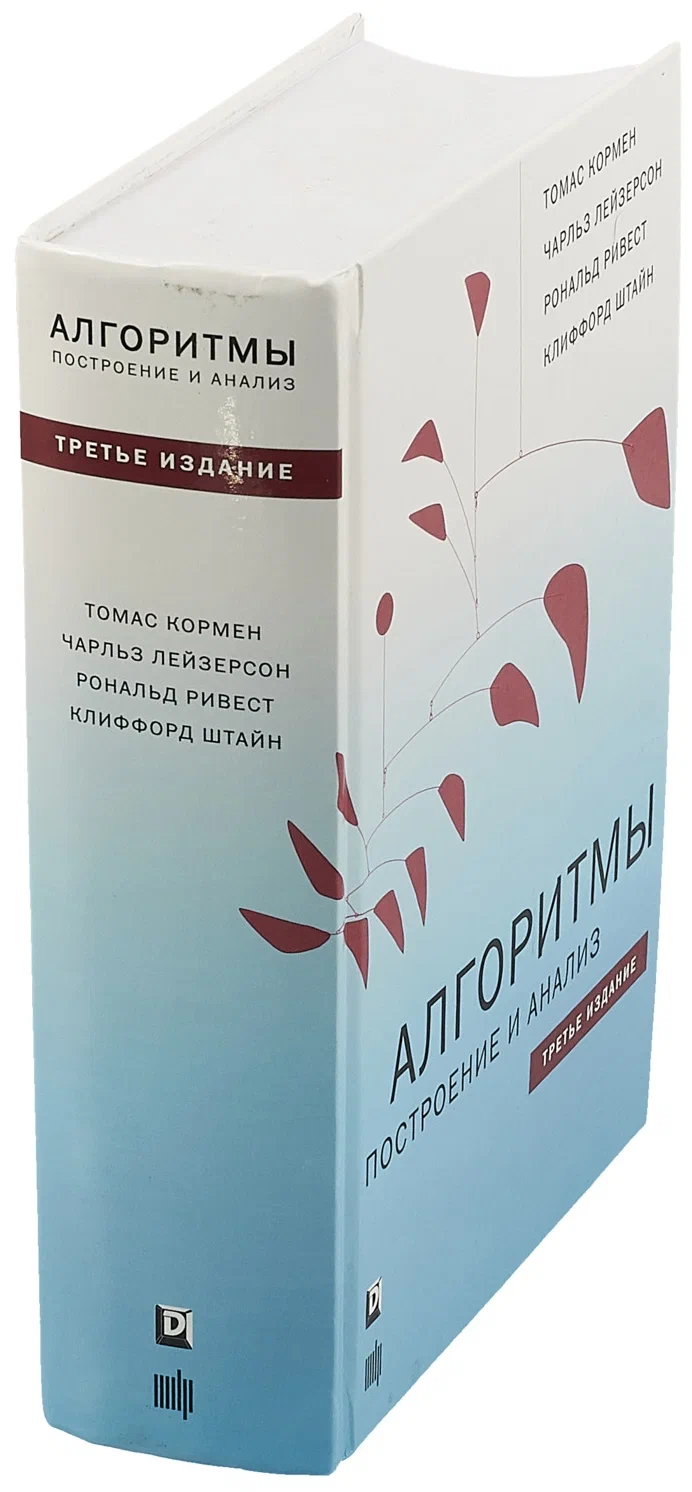 АЛГОРИТМЫ
ПОСТРОЕНИЕ И АНАЛИЗ
ТРЕТЬЕ ИЗДАНИЕ
ТОМАС КОРМЕН
ЧАРЛЬЗ ЛЕЙЗЕРСОН
РОНАЛЬД РИВЕСТ
КЛИФФОРД ШТАЙН
D
ТОМАС КОРМЕН
ЧАРЛЬЗ ЛЕЙЗЕРСОН
РОНАЛЬД РИВЕСТ
КЛИФФОРД ШТАЙН
АЛГОРИТМЫ
ПОСТРОЕНИЕ И АНАЛИЗ
ТРЕТЬЕ ИЗДАНИЕ
D